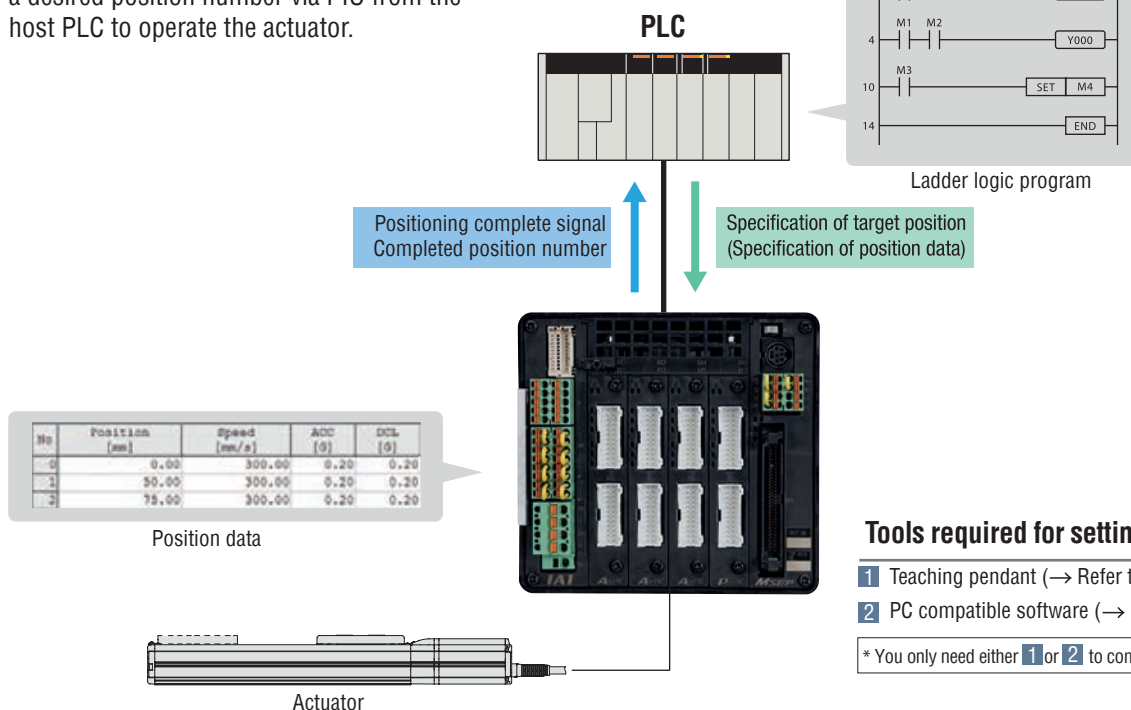 a desired position number via PIO from the
host PLC to operate the actuator.
PLC
M1 M2
4 Y000
M3
10 SET M4
14 END
Ladder logic program
Positioning complete signal
Completed position number
Specification of target position
(Specification of position data)
No Position [mm] Speed [mm/s] ACC [G] DCL [G]
0 0.00 300.00 0.20 0.20
1 50.00 300.00 0.20 0.20
2 75.00 300.00 0.20 0.20
Position data
IAI A A A P MSEP
Actuator
Tools required for settin
1 Teaching pendant (→ Refer t
2 PC compatible software (→
* You only need either 1 or 2 to con